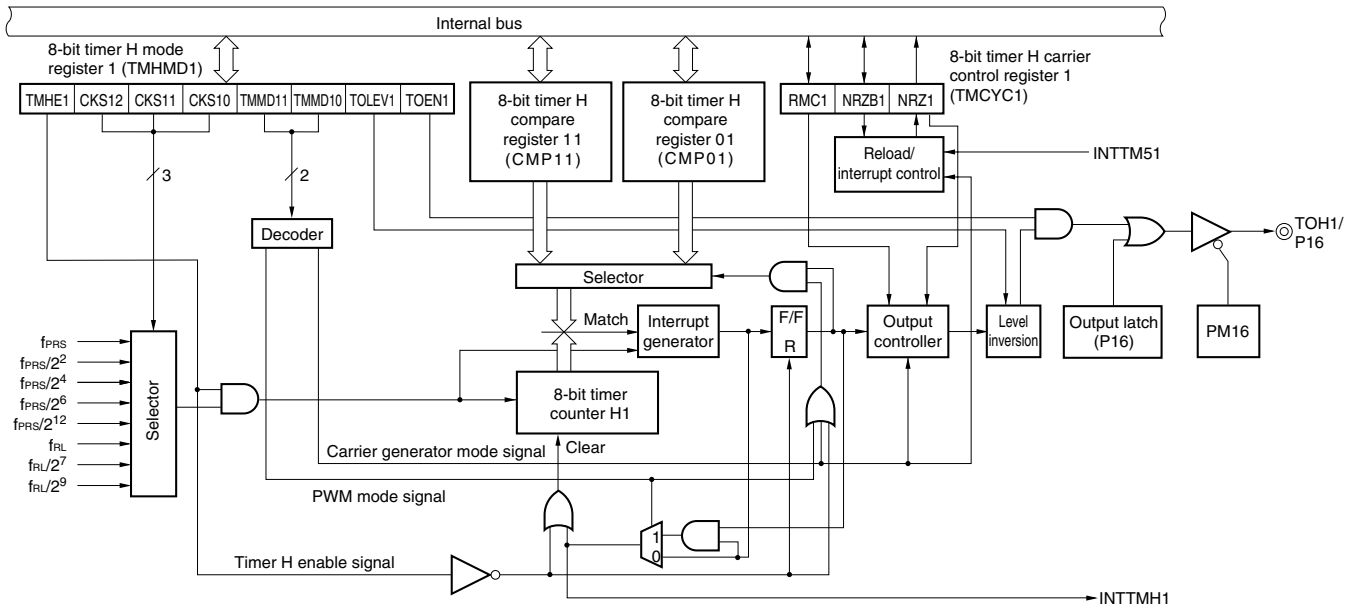 Internal bus
8-bit timer H mode
register 1 (TMHMD1)
8-bit timer H carrier
control register 1
(TMCYC1)
TMHE1 CKS12 CKS11 CKS10 TMMD11 TMMD10 TOLEV1 TOEN1
8-bit timer H
compare
register 11
(CMP11)
8-bit timer H
compare
register 01
(CMP01)
RMC1 NRZB1 NRZ1
Reload/
interrupt control
INTTM51
3
2
Decoder
TOH1/
P16
Selector
Match
Interrupt
generator
F/F
R
Output
controller
Level
inversion
Output latch
(P16)
PM16
fPRS
fPRS/2²
fPRS/2⁴
fPRS/2⁶
fPRS/2¹²
fRL
fRL/2⁷
fRL/2⁹
Selector
8-bit timer
counter H1
Carrier generator mode signal
Clear
PWM mode signal
1
0
Timer H enable signal
INTTMH1